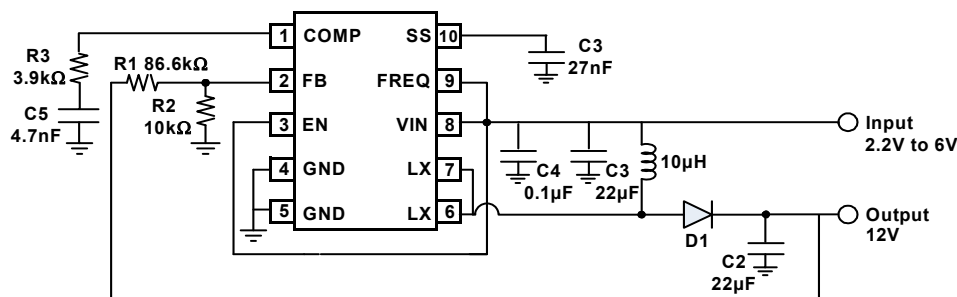 R3
3.9kΩ
C5
4.7nF
R1 86.6kΩ
R2
10kΩ
1 COMP
2 FB
3 EN
4 GND
5 GND
SS 10
FREQ 9
VIN 8
LX 7
LX 6
C3
27nF
C4
0.1µF
C3
22µF
10µH
Input
2.2V to 6V
D1
Output
12V
C2
22µF